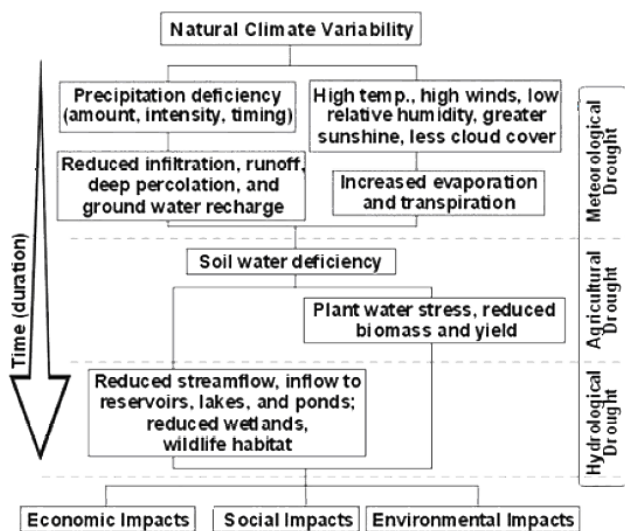 Natural Climate Variability
Precipitation deficiency
(amount, intensity, timing)
High temp., high winds, low
relative humidity, greater
sunshine, less cloud cover
Reduced infiltration, runoff,
deep percolation, and
ground water recharge
Increased evaporation
and transpiration
Meteorological
Drought
Soil water deficiency
Plant water stress, reduced
biomass and yield
Agricultural
Drought
Time (duration)
Reduced streamflow, inflow to
reservoirs, lakes, and ponds;
reduced wetlands,
wildlife habitat
Hydrological
Drought
Economic Impacts
Social Impacts
Environmental Impacts